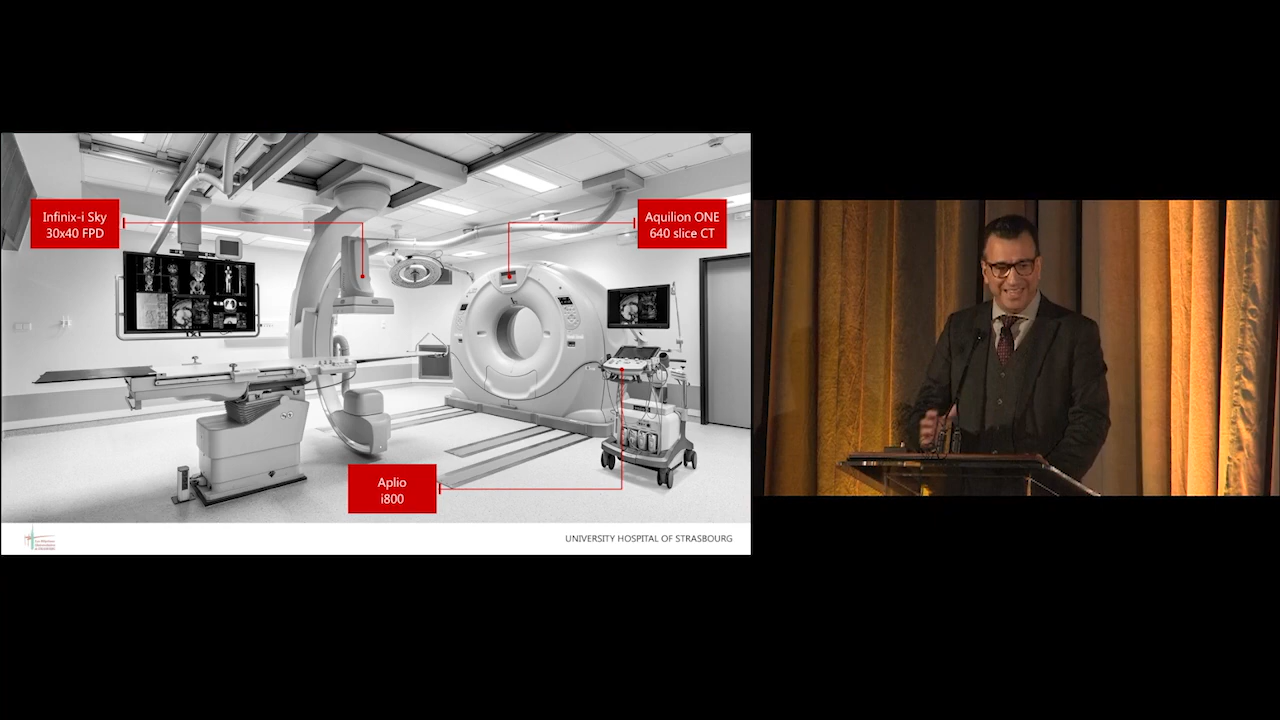 Infinix-i Sky
30x40 FPD
Aquilion ONE
640 slice CT
Aplio
i800
UNIVERSITY HOSPITAL OF STRASBOURG